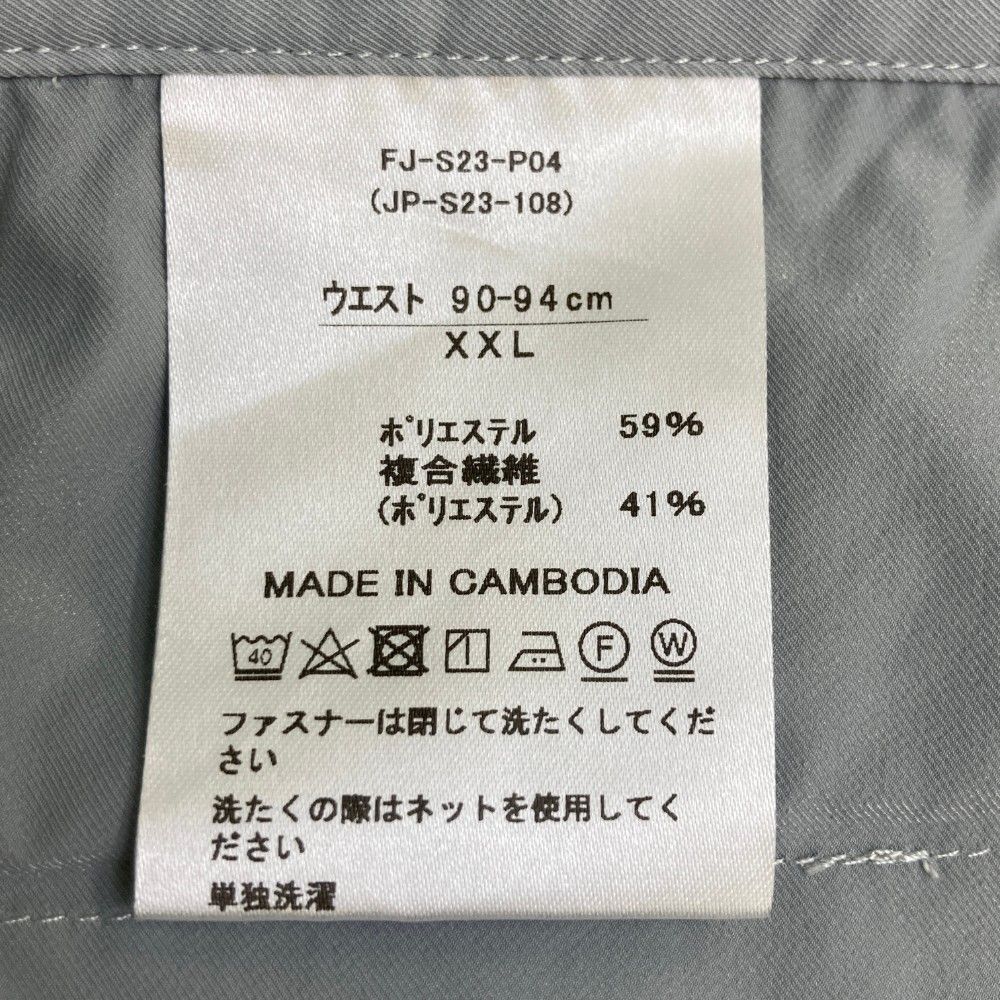 FJ-S23-P04
(JP-S23-108)
ウエスト 90-94cm
XXL
ポリエステル 59%
複合繊維
(ポリエステル) 41%
MADE IN CAMBODIA
40 F W
ファスナーは閉じて洗たくしてくだ
さい
洗たくの際はネットを使用してく
ださい
単独洗濯